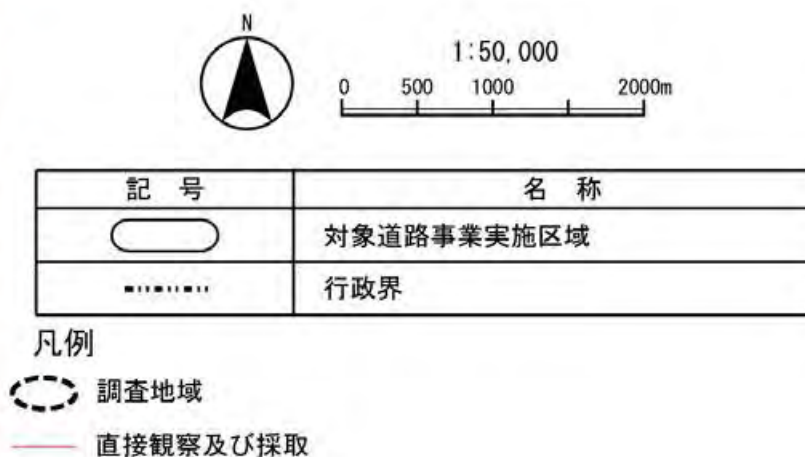 N
1:50,000
0 500 1000 2000m
記 号 名 称
対象道路事業実施区域
行政界
凡例
調査地域
直接観察及び採取